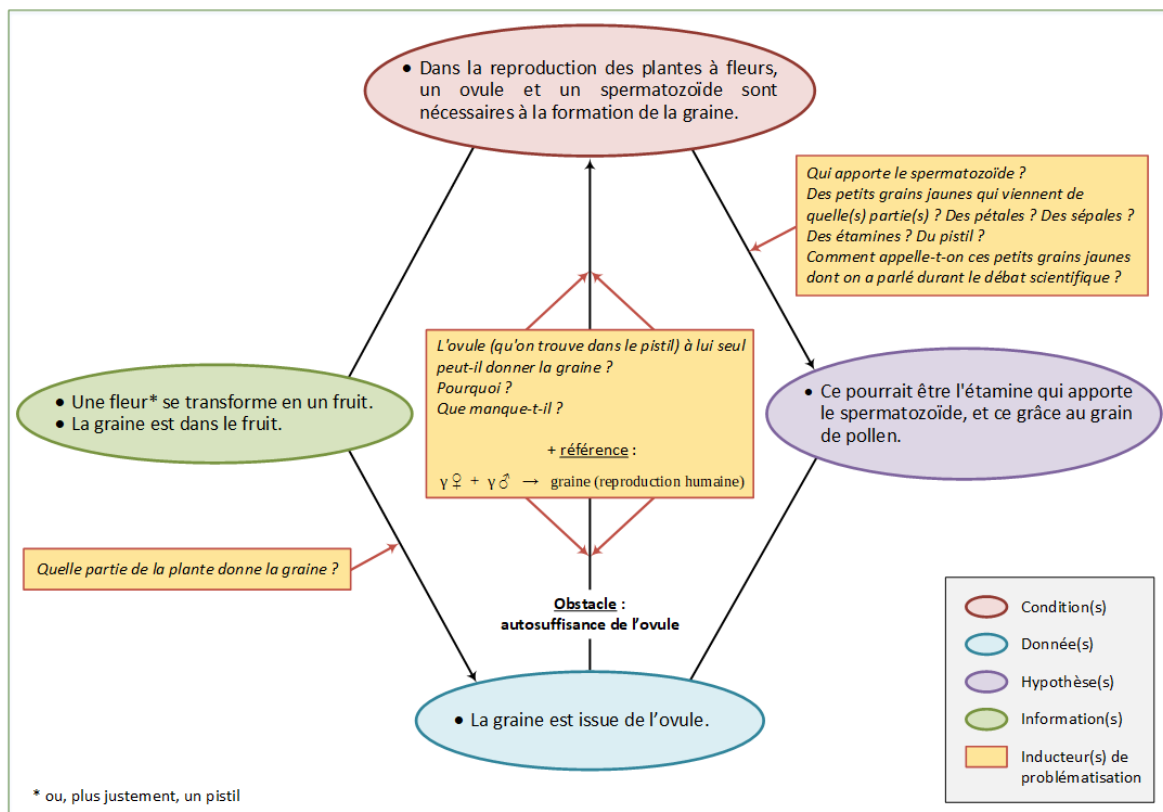 • Dans la reproduction des plantes à fleurs,
un ovule et un spermatozoïde sont
nécessaires à la formation de la graine.
Qui apporte le spermatozoïde ?
Des petits grains jaunes qui viennent de
quelle(s) partie(s) ? Des pétales ? Des sépales ?
Des étamines ? Du pistil ?
Comment appelle-t-on ces petits grains jaunes
dont on a parlé durant le débat scientifique ?
L'ovule (qu'on trouve dans le pistil) à lui seul
peut-il donner la graine ?
Pourquoi ?
Que manque-t-il ?
+ référence :
γ♀ + γ♂ → graine (reproduction humaine)
• Une fleur* se transforme en un fruit.
• La graine est dans le fruit.
• Ce pourrait être l'étamine qui apporte
le spermatozoïde, et ce grâce au grain
de pollen.
Quelle partie de la plante donne la graine ?
Obstacle :
autosuffisance de l’ovule
• La graine est issue de l’ovule.
Condition(s)
Donnée(s)
Hypothèse(s)
Information(s)
Inducteur(s) de
problématisation
* ou, plus justement, un pistil